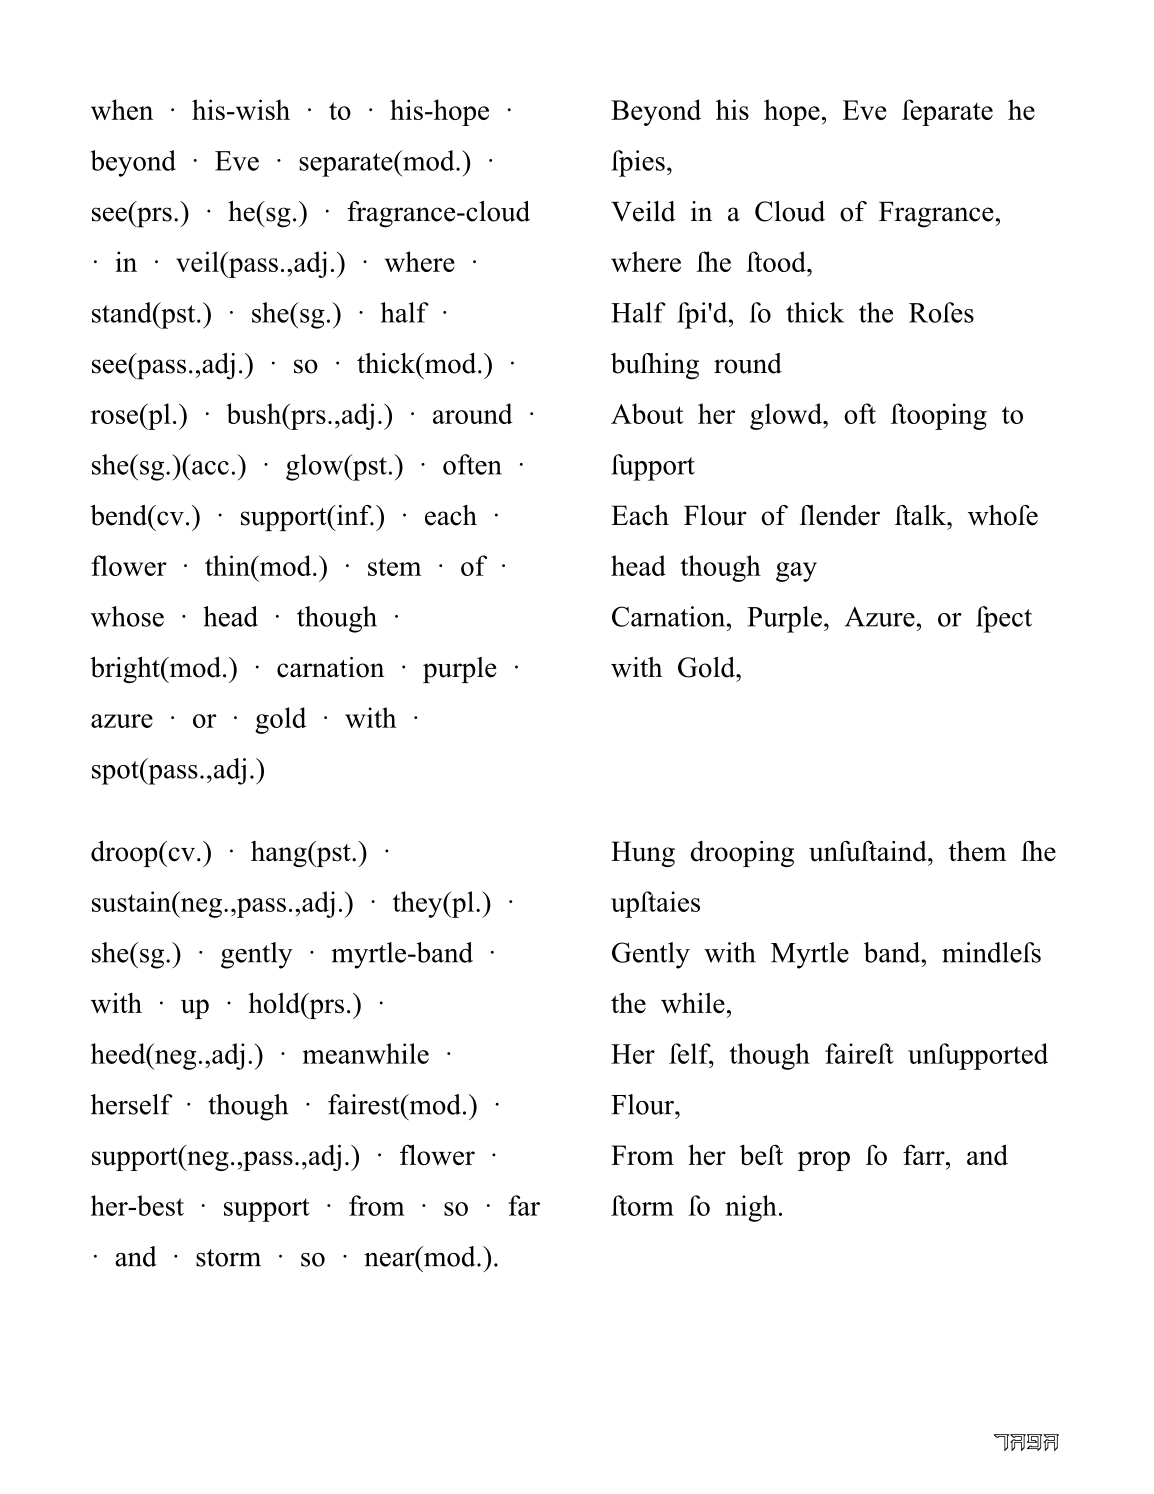 when · his-wish · to · his-hope ·
beyond · Eve · separate(mod.) ·
see(prs.) · he(sg.) · fragrance-cloud
· in · veil(pass.,adj.) · where ·
stand(pst.) · she(sg.) · half ·
see(pass.,adj.) · so · thick(mod.) ·
rose(pl.) · bush(prs.,adj.) · around ·
she(sg.)(acc.) · glow(pst.) · often ·
bend(cv.) · support(inf.) · each ·
flower · thin(mod.) · stem · of ·
whose · head · though ·
bright(mod.) · carnation · purple ·
azure · or · gold · with ·
spot(pass.,adj.)
Beyond his hope, Eve ſeparate he
ſpies,
Veild in a Cloud of Fragrance,
where ſhe ſtood,
Half ſpi'd, ſo thick the Roſes
buſhing round
About her glowd, oft ſtooping to
ſupport
Each Flour of ſlender ſtalk, whoſe
head though gay
Carnation, Purple, Azure, or ſpect
with Gold,
droop(cv.) · hang(pst.) ·
sustain(neg.,pass.,adj.) · they(pl.) ·
she(sg.) · gently · myrtle-band ·
with · up · hold(prs.) ·
heed(neg.,adj.) · meanwhile ·
herself · though · fairest(mod.) ·
support(neg.,pass.,adj.) · flower ·
her-best · support · from · so · far
· and · storm · so · near(mod.).
Hung drooping unſuſtaind, them ſhe
upſtaies
Gently with Myrtle band, mindleſs
the while,
Her ſelf, though faireſt unſupported
Flour,
From her beſt prop ſo farr, and
ſtorm ſo nigh.